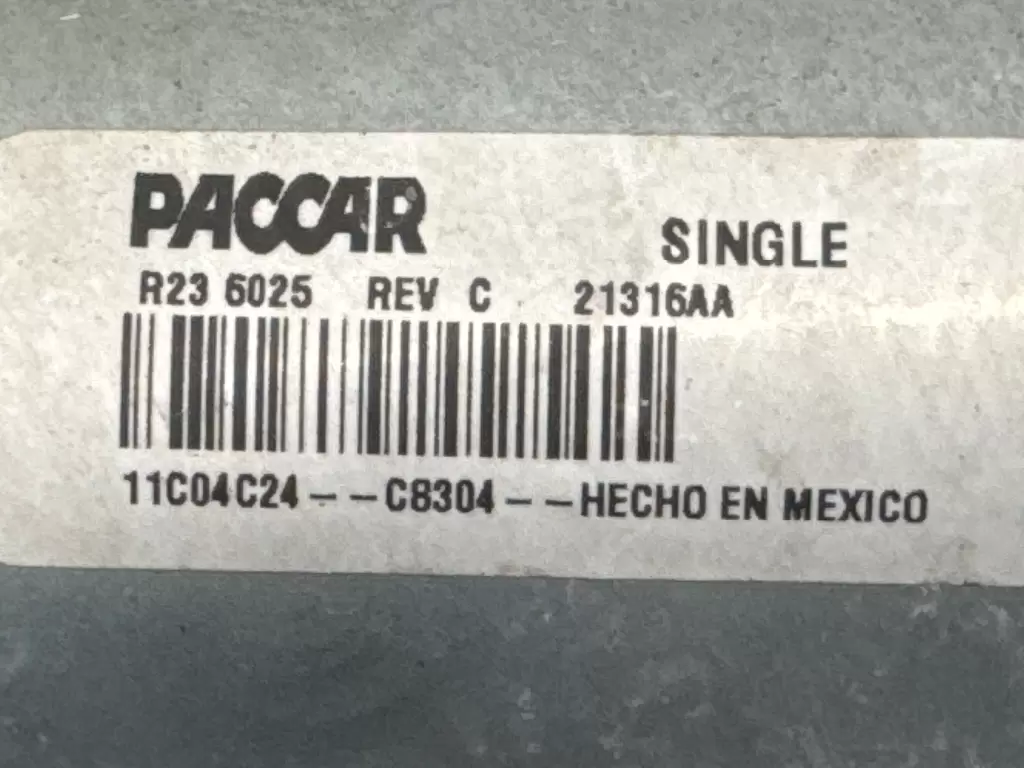 PACCAR SINGLE
R23 6025 REV C 21316AA
11C04C24--C8304--HECHO EN MEXICO